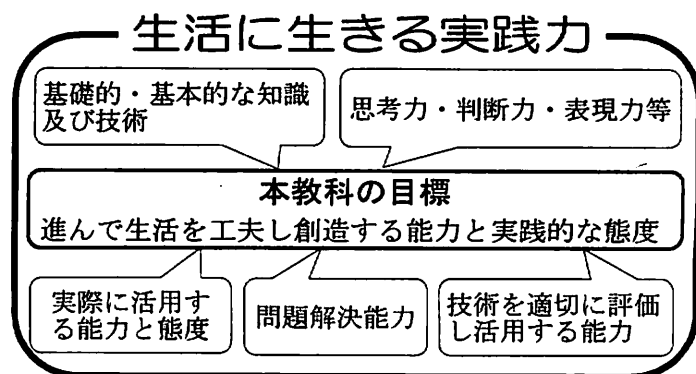 生活に生きる実践力
基礎的・基本的な知識
及び技術
思考力・判断力・表現力等
本教科の目標
進んで生活を工夫し創造する能力と実践的な態度
実際に活用す
る能力と態度
問題解決能力
技術を適切に評価
し活用する能力